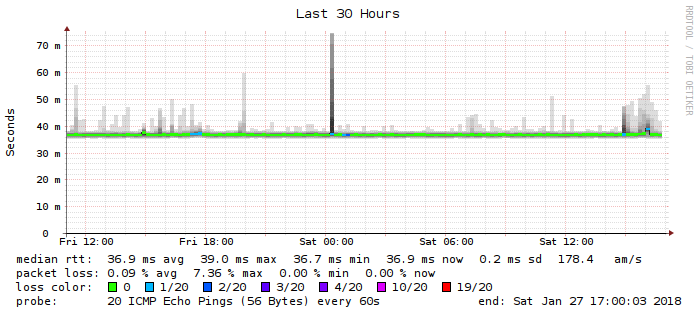 Last 30 Hours
RRDTOOL / TOBI OETIKER
Seconds
70 m
60 m
50 m
40 m
30 m
20 m
10 m
0
Fri 12:00 Fri 18:00 Sat 00:00 Sat 06:00 Sat 12:00
median rtt: 36.9 ms avg 39.0 ms max 36.7 ms min 36.9 ms now 0.2 ms sd 178.4 am/s
packet loss: 0.09 % avg 7.36 % max 0.00 % min 0.00 % now
loss color: 0 1/20 2/20 3/20 4/20 10/20 19/20
probe: 20 ICMP Echo Pings (56 Bytes) every 60s end: Sat Jan 27 17:00:03 2018